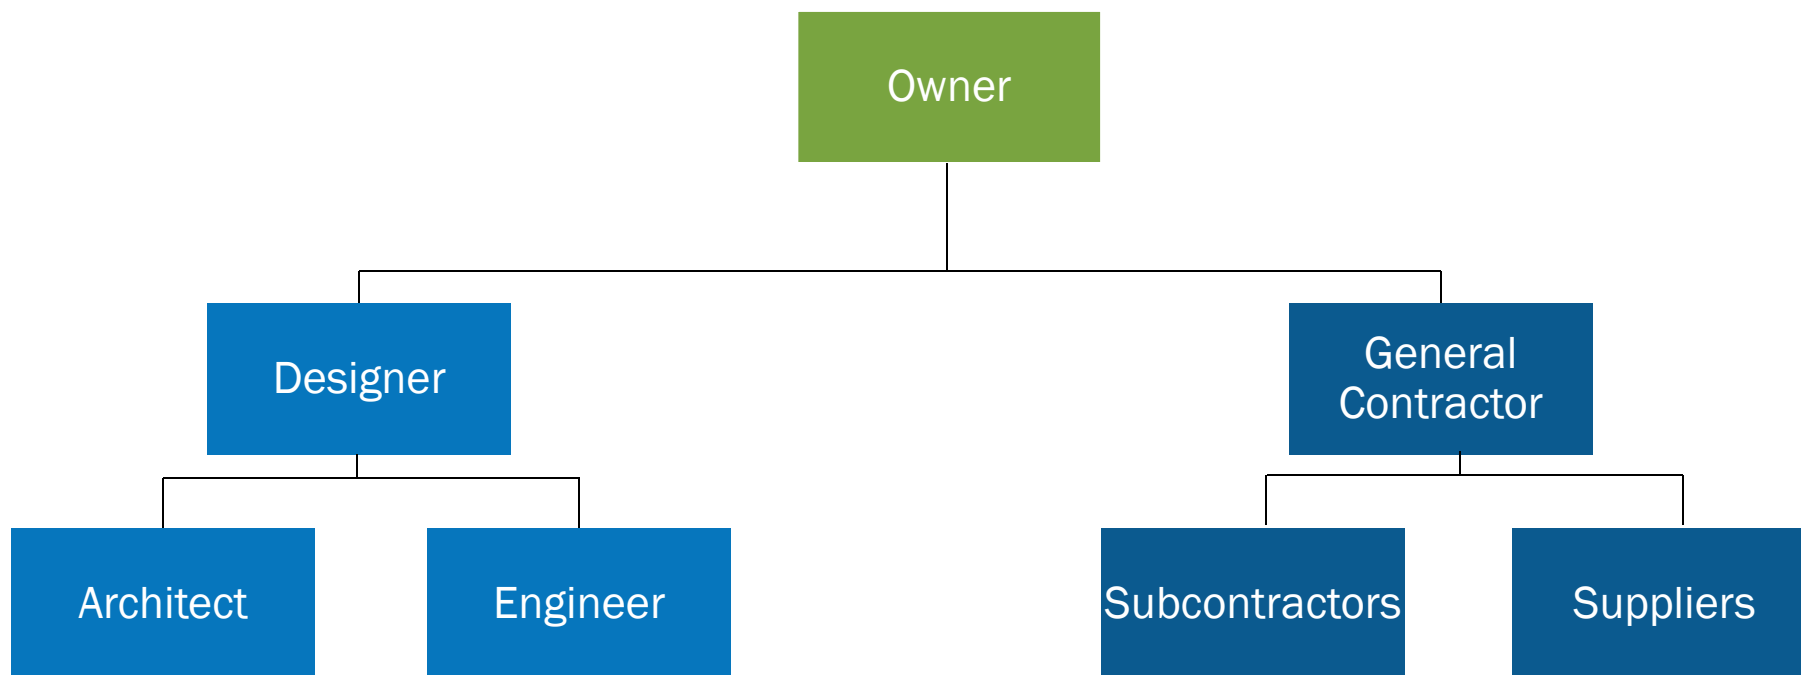 Owner
Designer
General
Contractor
Architect
Engineer
Subcontractors
Suppliers